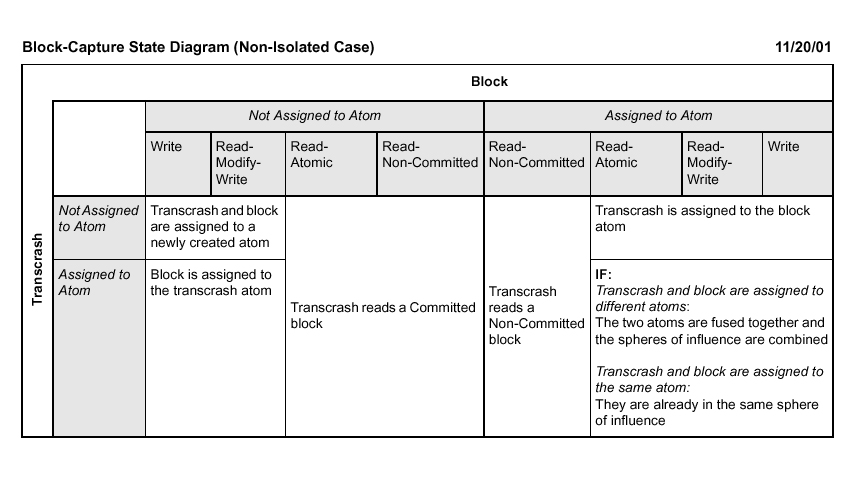 Block-Capture State Diagram (Non-Isolated Case) 11/20/01
Block
Not Assigned to Atom
Assigned to Atom
Write
Read-
Modify-
Write
Read-
Atomic
Read-
Non-Committed
Read-
Non-Committed
Read-
Atomic
Read-
Modify-
Write
Write
Transcrash
Not Assigned
to Atom
Transcrash and block
are assigned to a
newly created atom
Transcrash is assigned to the block
atom
Assigned to
Atom
Block is assigned to
the transcrash atom
Transcrash reads a Committed
block
Transcrash
reads a
Non-Committed
block
IF:
Transcrash and block are assigned to
different atoms:
The two atoms are fused together and
the spheres of influence are combined
Transcrash and block are assigned to
the same atom:
They are already in the same sphere
of influence